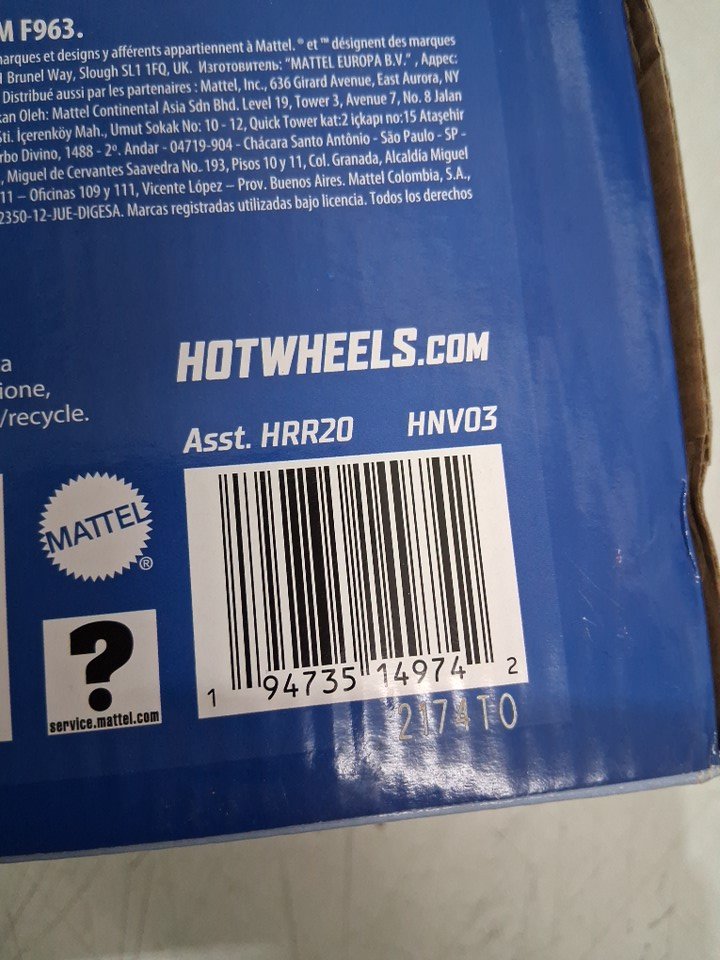 M F963.
marques et designs y afférents appartiennent à Mattel. ® et ™ désignent des marques
1 Brunel Way, Slough SL1 1FQ, UK. Изготовитель: "MATTEL EUROPA B.V." , Адрес:
Distribué aussi par les partenaires : Mattel, Inc., 636 Girard Avenue, East Aurora, NY
kan Oleh: Mattel Continental Asia Sdn Bhd. Level 19, Tower 3, Avenue 7, No. 8 Jalan
Sti. İçerenköy Mah., Umut Sokak No: 10 - 12, Quick Tower kat:2 içkapı no:15 Ataşehir
rbo Divino, 1488 - 2º. Andar - 04719-904 - Chácara Santo Antônio - São Paulo - SP -
, Miguel de Cervantes Saavedra No. 193, Pisos 10 y 11, Col. Granada, Alcaldía Miguel
11 – Oficinas 109 y 111, Vicente López – Prov. Buenos Aires. Mattel Colombia, S.A.,
2350-12-JUE-DIGESA. Marcas registradas utilizadas bajo licencia. Todos los derechos
HOTWHEELS.COM
a
ione,
/recycle.
Asst. HRR20 HNV03
MATTEL®
?
service.mattel.com
1 94735 14974 2
2174TO